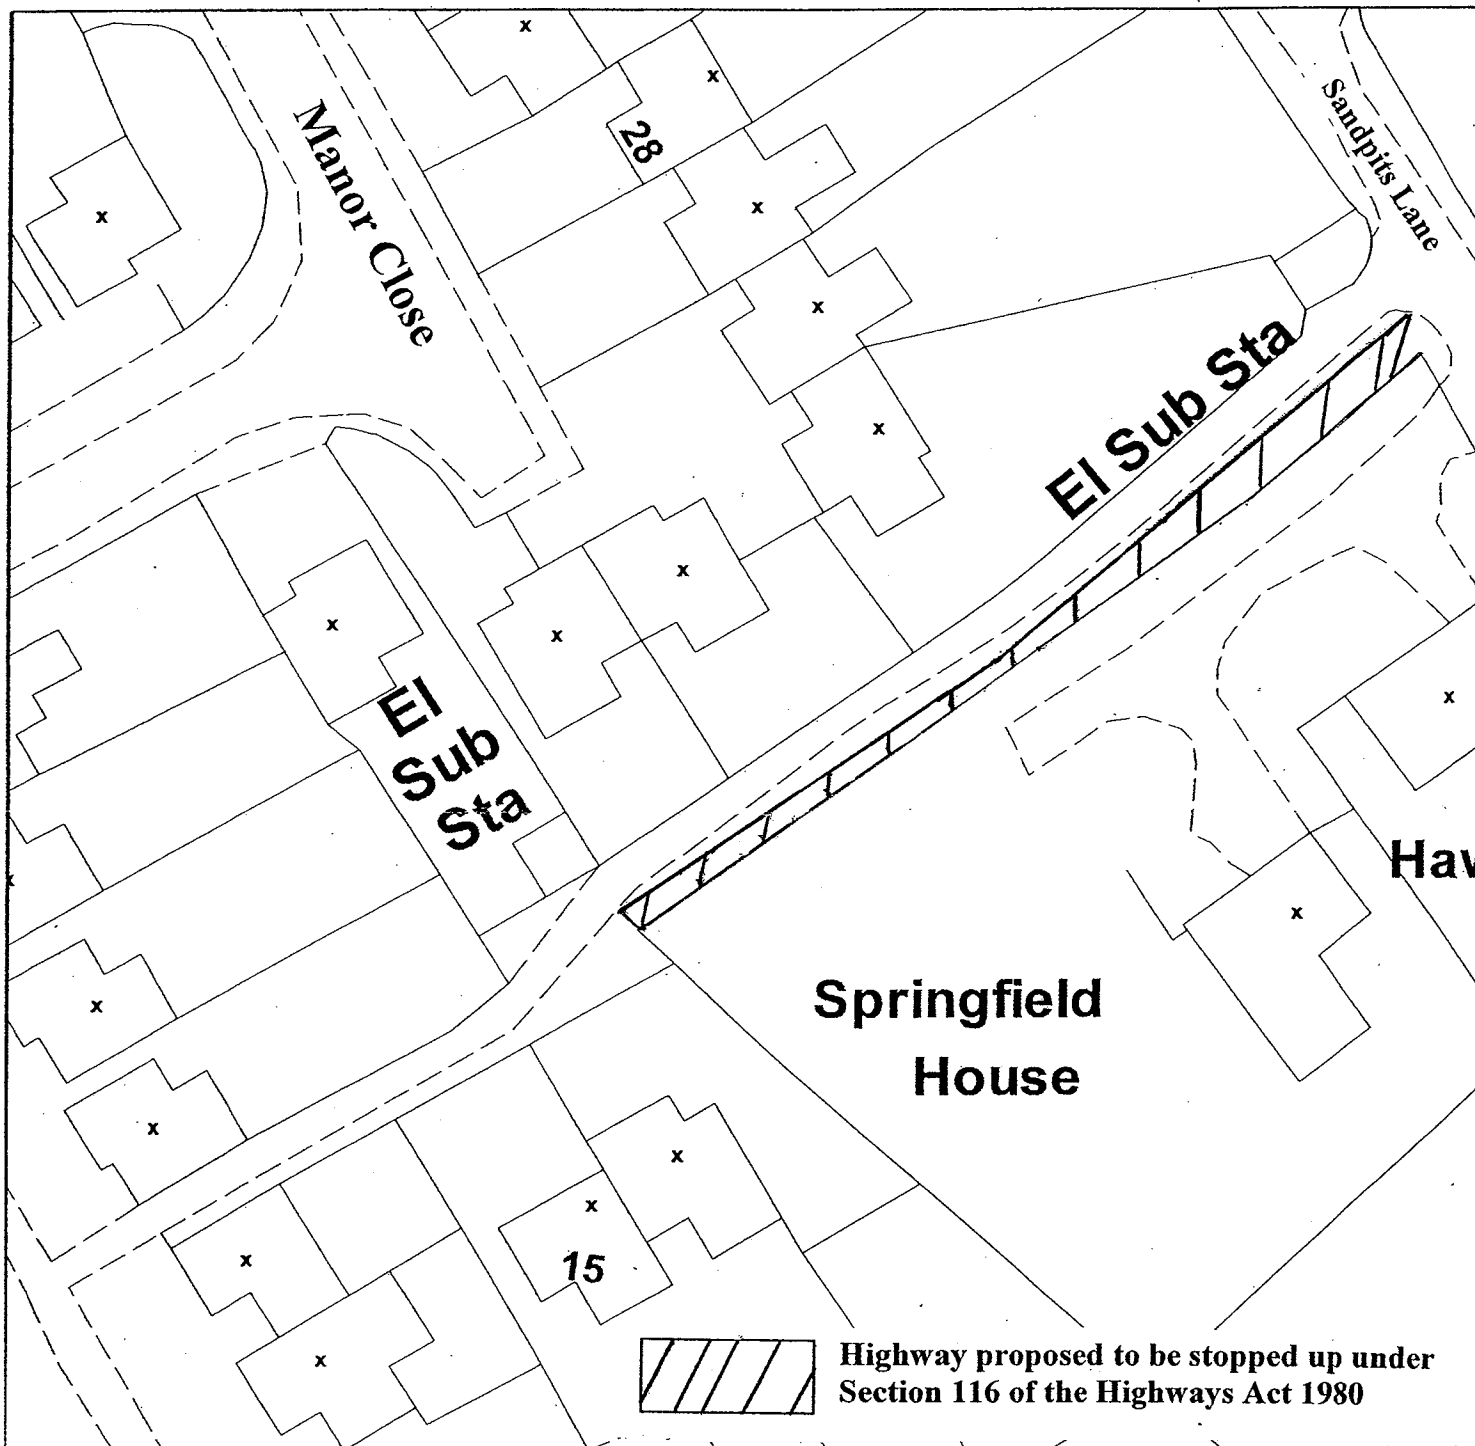 Manor Close
28
Sandpits Lane
El Sub Sta
El
Sub
Sta
Springfield
House
15
Highway proposed to be stopped up under
Section 116 of the Highways Act 1980